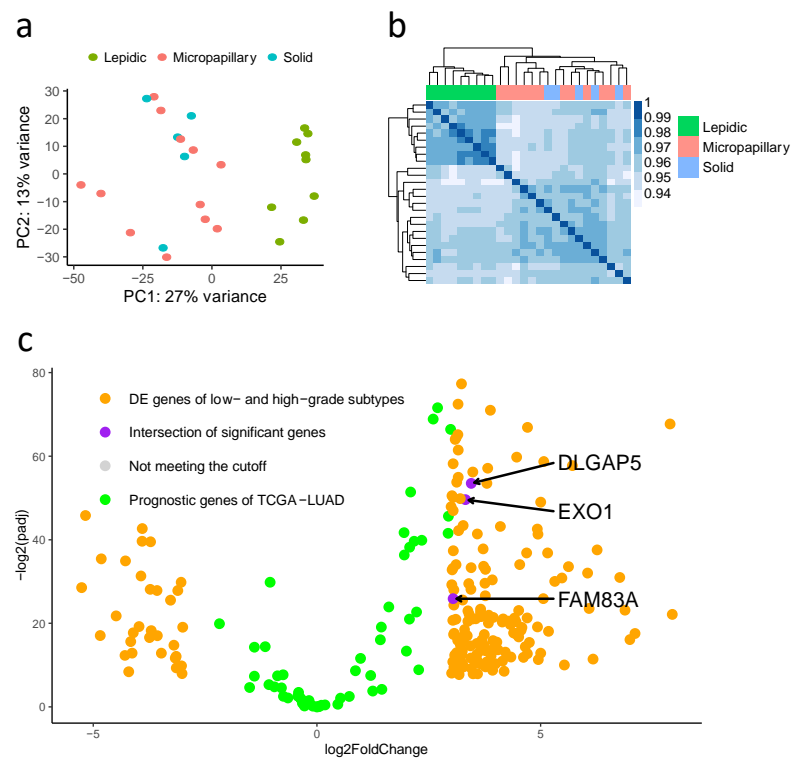 a
Lepidic Micropapillary Solid
PC2: 13% variance
30
20
10
0
−10
−20
−30
−50 −25 0 25
PC1: 27% variance
b
1
0.99
0.98
0.97
0.96
0.95
0.94
Lepidic
Micropapillary
Solid
c
−log2(padj)
80
60
40
20
0
DE genes of low− and high−grade subtypes
Intersection of significant genes
Not meeting the cutoff
Prognostic genes of TCGA−LUAD
DLGAP5
EXO1
FAM83A
−5 0 5
log2FoldChange